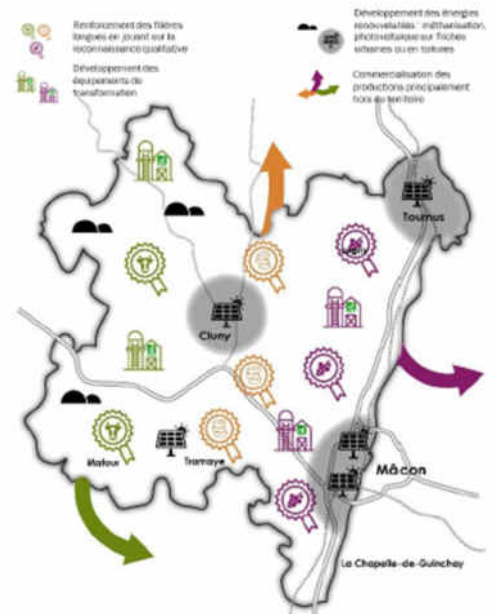 Renforcement des filières
longues en jouant sur la
reconnaissance qualitative
Développement des
équipements de
transformation
Développement des énergies
renouvelables : méthanisation,
photovoltaïque sur friches
urbaines ou en toitures
Commercialisation des
productions principalement
hors du territoire
Tournus
Cluny
Matour
Tramaye
Mâcon
La Chapelle-de-Guinchay